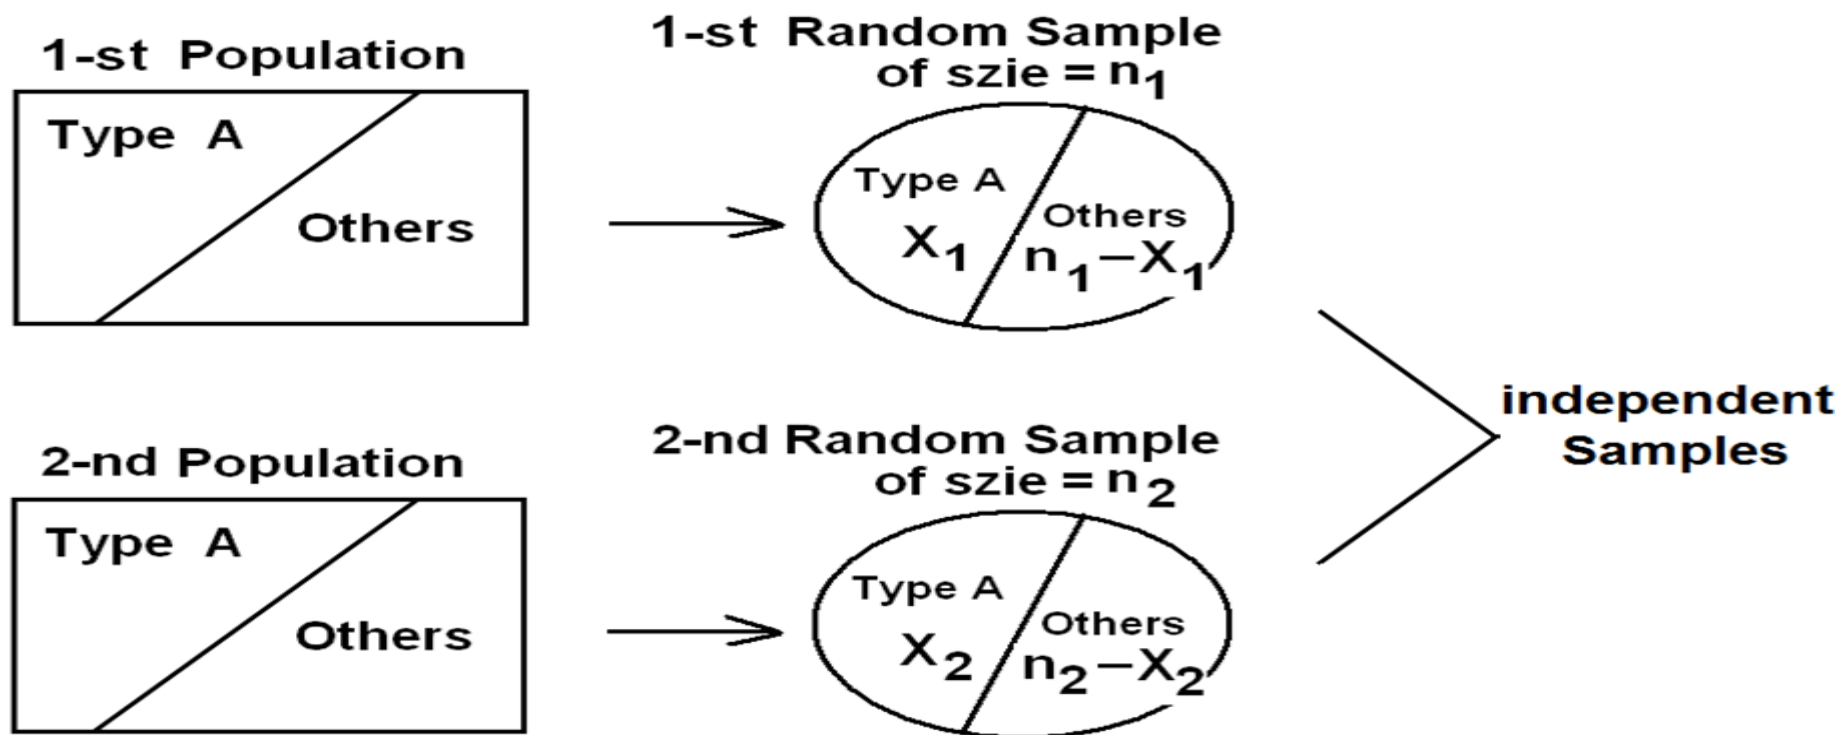 1-st Population
Type A
Others
1-st Random Sample
of szie = n₁
Type A
X₁
Others
n₁–X₁
2-nd Population
Type A
Others
2-nd Random Sample
of szie = n₂
Type A
X₂
Others
n₂–X₂
independent
Samples